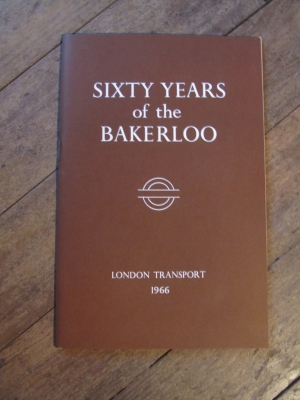 SIXTY YEARS
of the
BAKERLOO
LONDON TRANSPORT
1966